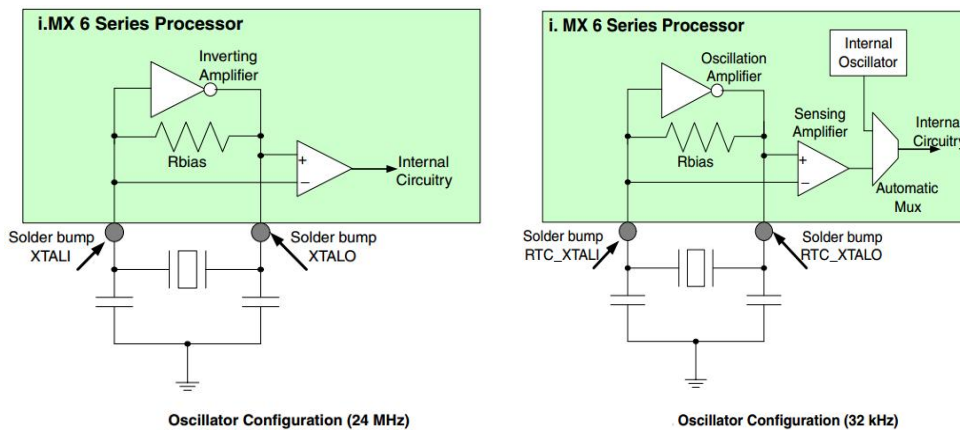 i.MX 6 Series Processor
Inverting
Amplifier
Rbias
+
−
Internal
Circuitry
Solder bump
XTALI
Solder bump
XTALO
Oscillator Configuration (24 MHz)
i. MX 6 Series Processor
Internal
Oscillator
Oscillation
Amplifier
Sensing
Amplifier
Rbias
+
−
Internal
Circuitry
Automatic
Mux
Solder bump
RTC_XTALI
Solder bump
RTC_XTALO
. Oscillator Configuration (32 kHz)